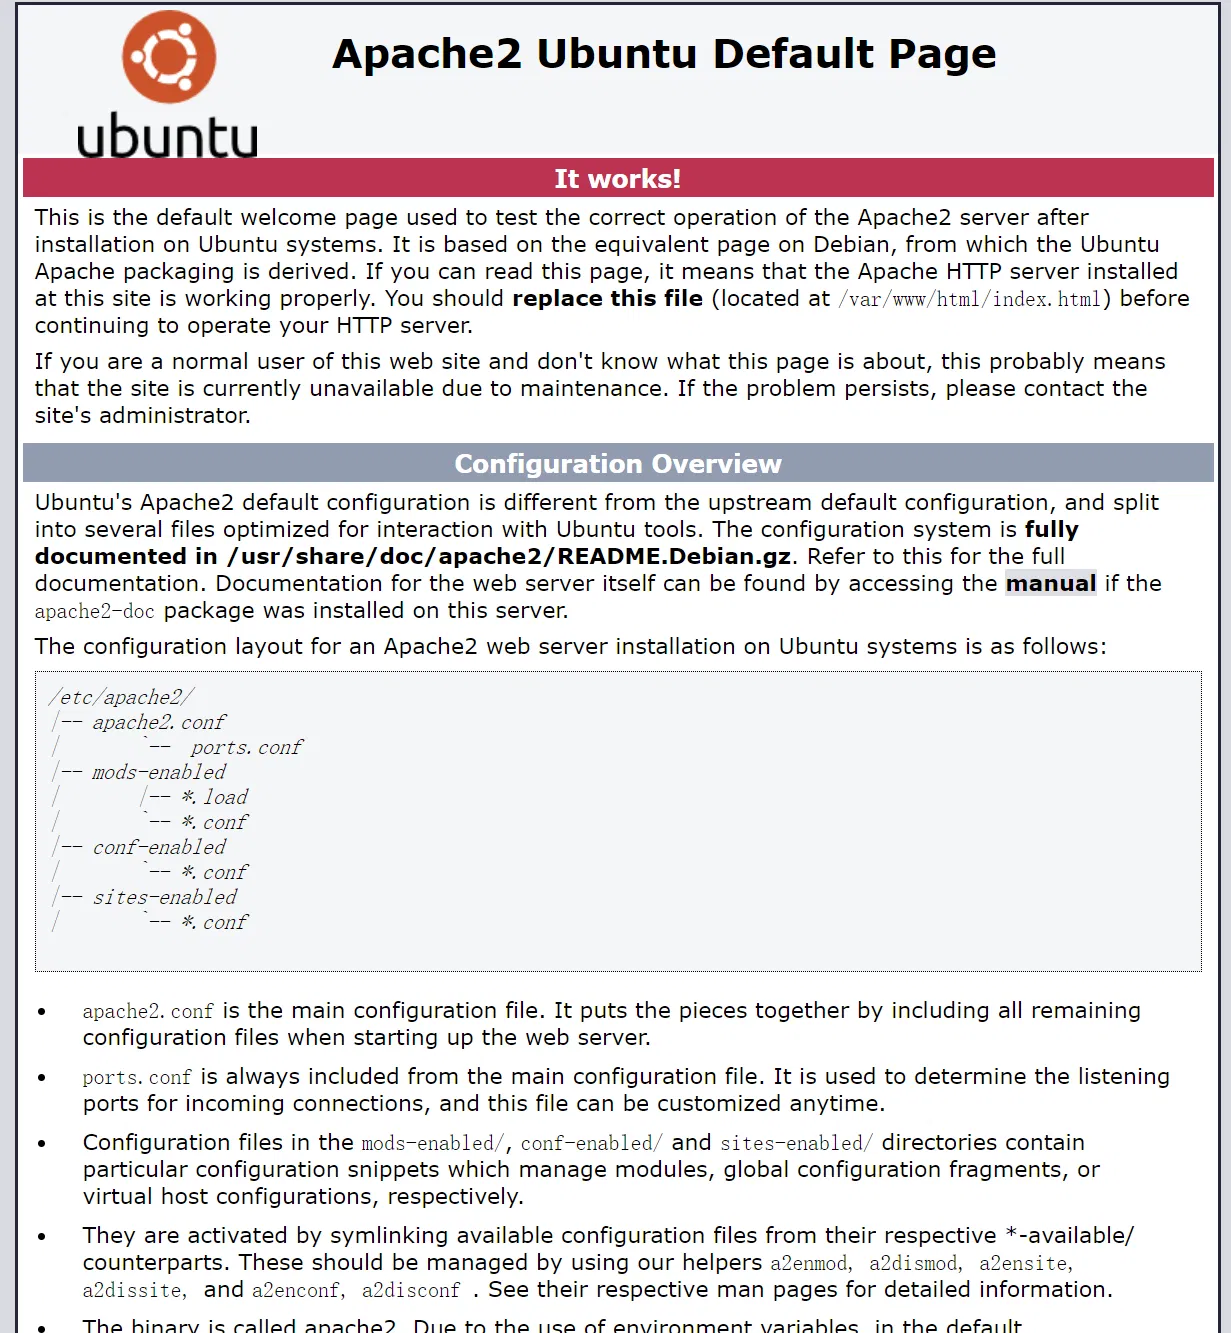 Apache2 Ubuntu Default Page
ubuntu
It works!
This is the default welcome page used to test the correct operation of the Apache2 server after
installation on Ubuntu systems. It is based on the equivalent page on Debian, from which the Ubuntu
Apache packaging is derived. If you can read this page, it means that the Apache HTTP server installed
at this site is working properly. You should replace this file (located at /var/www/html/index.html) before
continuing to operate your HTTP server.
If you are a normal user of this web site and don't know what this page is about, this probably means
that the site is currently unavailable due to maintenance. If the problem persists, please contact the
site's administrator.
Configuration Overview
Ubuntu's Apache2 default configuration is different from the upstream default configuration, and split
into several files optimized for interaction with Ubuntu tools. The configuration system is fully
documented in /usr/share/doc/apache2/README.Debian.gz. Refer to this for the full
documentation. Documentation for the web server itself can be found by accessing the manual if the
apache2-doc package was installed on this server.
The configuration layout for an Apache2 web server installation on Ubuntu systems is as follows:
/etc/apache2/
|-- apache2.conf
|       `--  ports.conf
|-- mods-enabled
|       |-- *.load
|       `-- *.conf
|-- conf-enabled
|       `-- *.conf
|-- sites-enabled
|       `-- *.conf
• apache2.conf is the main configuration file. It puts the pieces together by including all remaining
configuration files when starting up the web server.
• ports.conf is always included from the main configuration file. It is used to determine the listening
ports for incoming connections, and this file can be customized anytime.
• Configuration files in the mods-enabled/, conf-enabled/ and sites-enabled/ directories contain
particular configuration snippets which manage modules, global configuration fragments, or
virtual host configurations, respectively.
• They are activated by symlinking available configuration files from their respective *-available/
counterparts. These should be managed by using our helpers a2enmod, a2dismod, a2ensite,
a2dissite, and a2enconf, a2disconf . See their respective man pages for detailed information.
• The binary is called apache2. Due to the use of environment variables, in the default